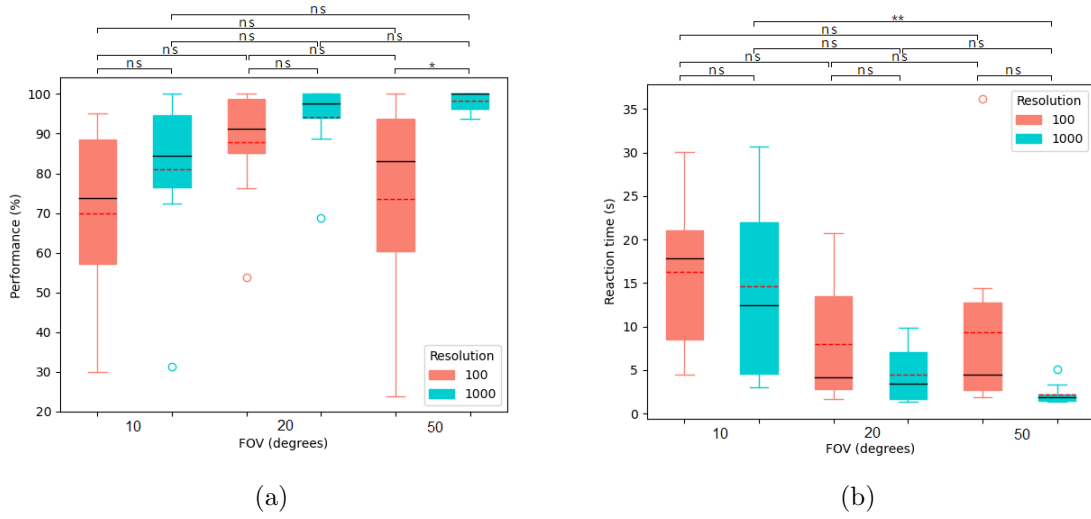 ns
ns
ns ns
ns ns
ns ns *
100
90
80
70
60
50
40
30
20
Performance (%)
Resolution
100
1000
10 20 50
FOV (degrees)
(a)
**
ns
ns ns
ns ns
ns ns ns
35
30
25
20
15
10
5
0
Reaction time (s)
Resolution
100
1000
10 20 50
FOV (degrees)
(b)